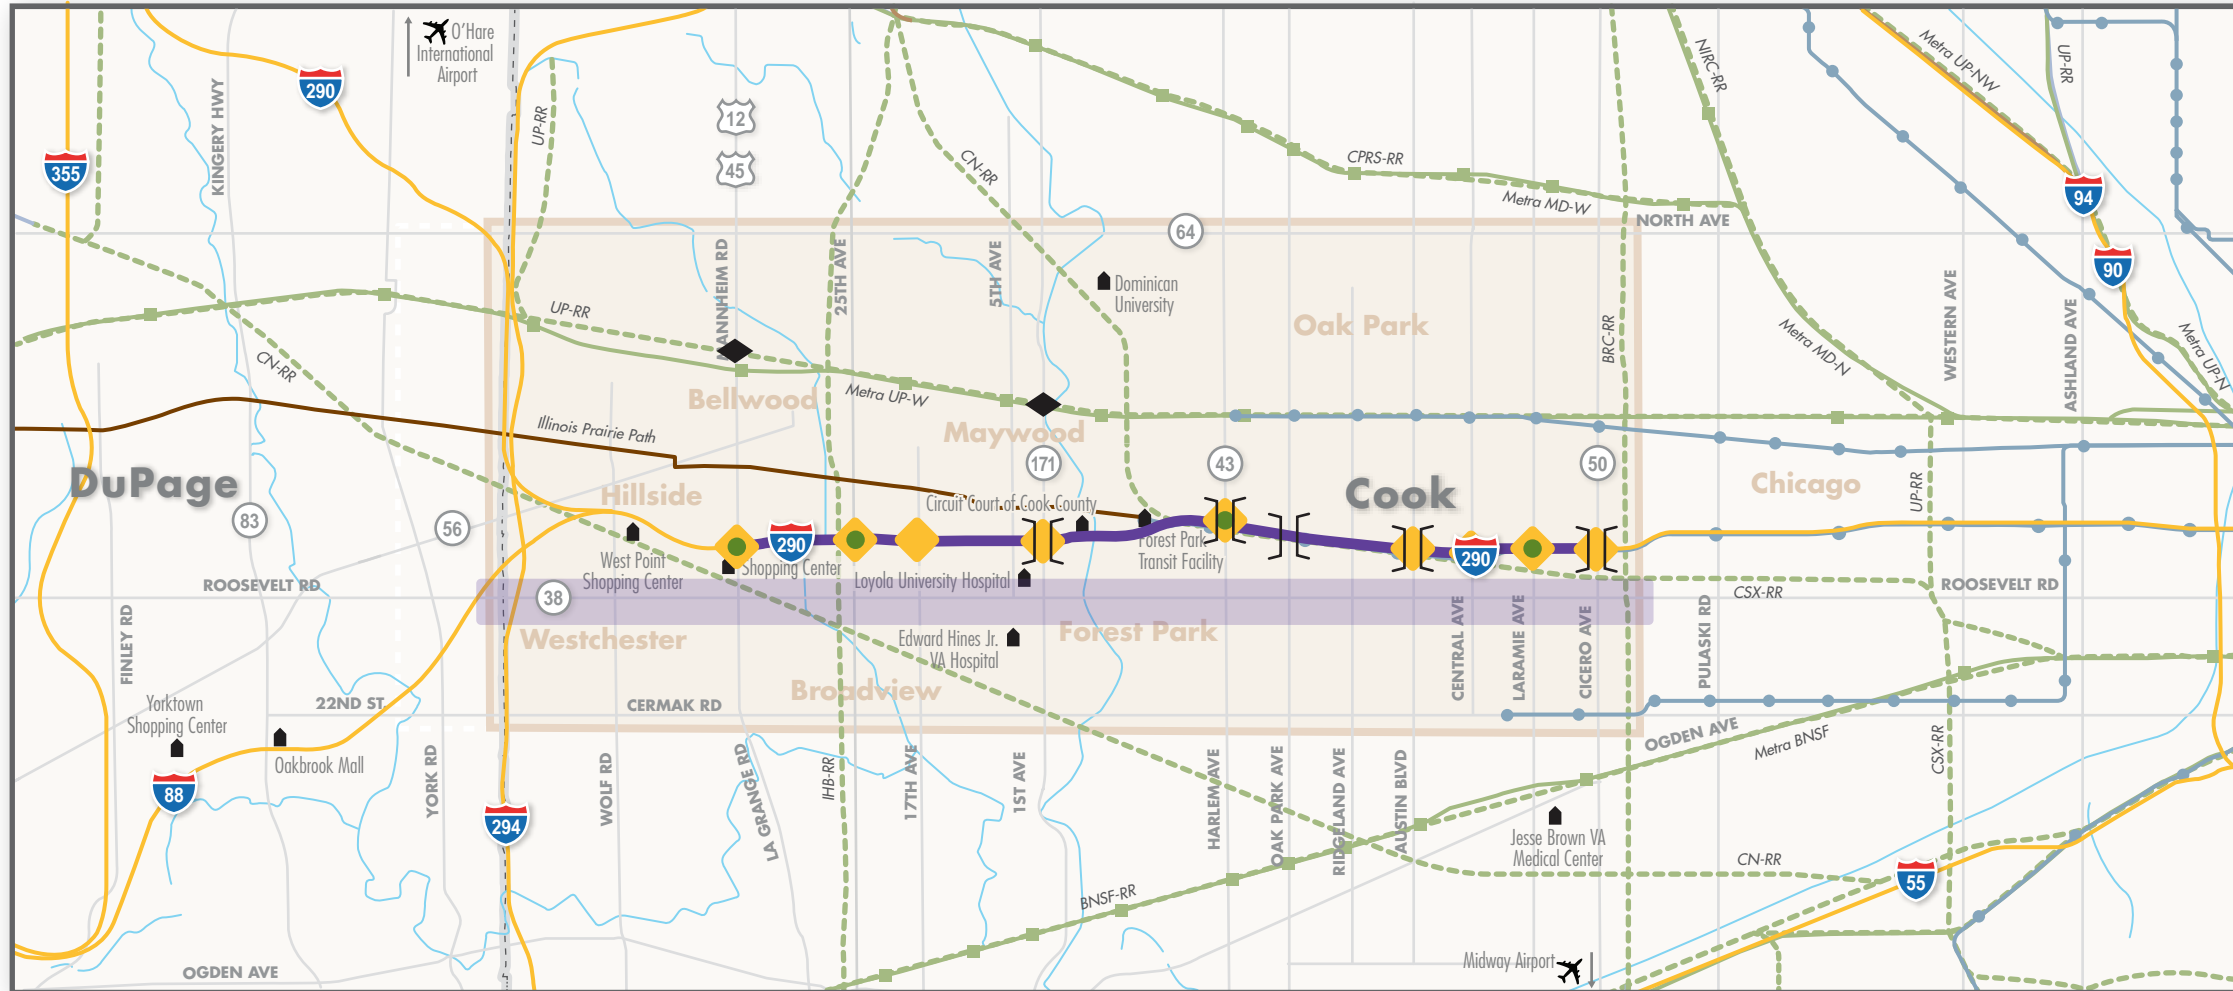 O'Hare
International
Airport
290
355
KINGERY HWY
UP-RR
12
45
CN-RR
CPRS-RR
Metra MD-W
NIRC-RR
Metra UP-NW
UP-RR
94
90
NORTH AVE
64
MANNHEIM RD
25TH AVE
5TH AVE
Dominican
University
Oak Park
BRC-RR
WESTERN AVE
ASHLAND AVE
Metra MD-N
Metra UP-N
UP-RR
CN-RR
Bellwood
Metra UP-W
Maywood
Illinois Prairie Path
171
43
50
DuPage
Hillside
Circuit Court of Cook County
Cook
Chicago
UP-RR
83
56
290
290
West Point
Shopping Center
Shopping Center
Loyola University Hospital
Forest Park
Transit Facility
ROOSEVELT RD
38
CSX-RR
ROOSEVELT RD
FINLEY RD
Westchester
Edward Hines Jr.
VA Hospital
Forest Park
CENTRAL AVE
LARAMIE AVE
CICERO AVE
PULASKI RD
Broadview
22ND ST
CERMAK RD
Yorktown
Shopping Center
Oakbrook Mall
88
YORK RD
294
WOLF RD
LA GRANGE RD
IHB-RR
17TH AVE
1ST AVE
HARLEM AVE
OAK PARK AVE
RIDGELAND AVE
AUSTIN BLVD
OGDEN AVE
Metra BNSF
CSX-RR
Jesse Brown VA
Medical Center
CN-RR
55
BNSF-RR
OGDEN AVE
Midway Airport